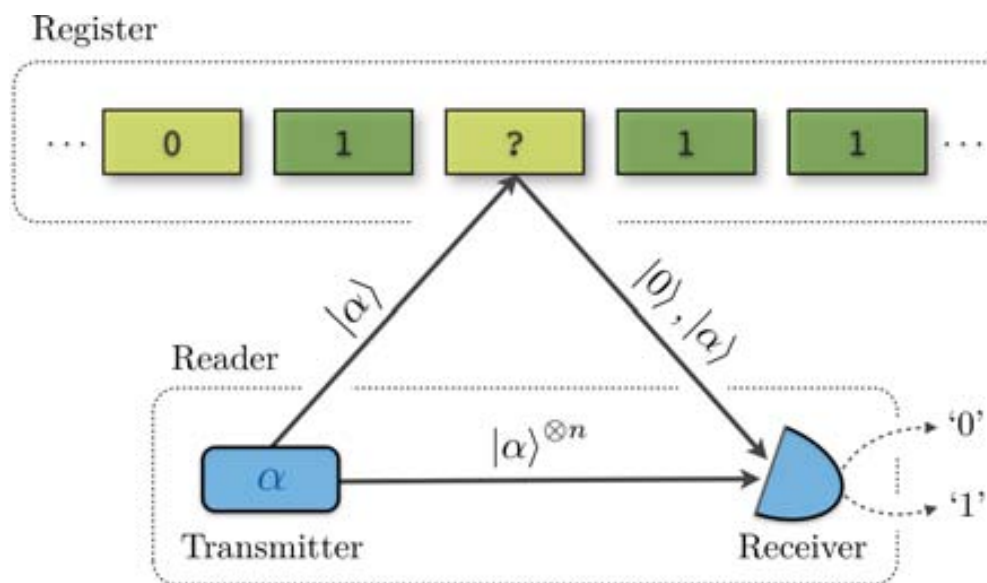 Register
··· 0 1 ? 1 1 ···
|α⟩
|0⟩, |α⟩
Reader
|α⟩^{⊗n}
α
Transmitter
Receiver
‘0’
‘1’